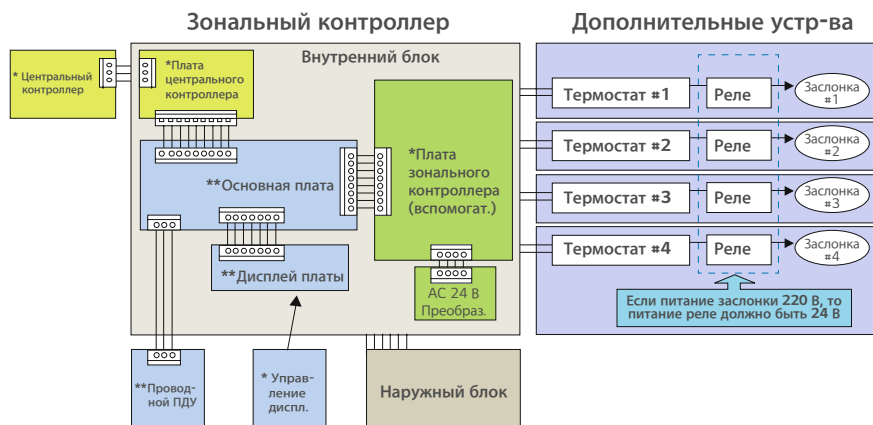 Зональный контроллер
Дополнительные устр-ва
Внутренний блок
* Центральный
контроллер
*Плата
центрального
контроллера
*Плата
зонального
контроллера
(вспомогат.)
**Основная плата
**Дисплей платы
АС 24 В
Преобраз.
**Провод-
ной ПДУ
* Управ-
ление
диспл.
Наружный блок
Термостат #1
Реле
Заслонка
#1
Термостат #2
Реле
Заслонка
#2
Термостат #3
Реле
Заслонка
#3
Термостат #4
Реле
Заслонка
#4
Если питание заслонки 220 В, то
питание реле должно быть 24 В